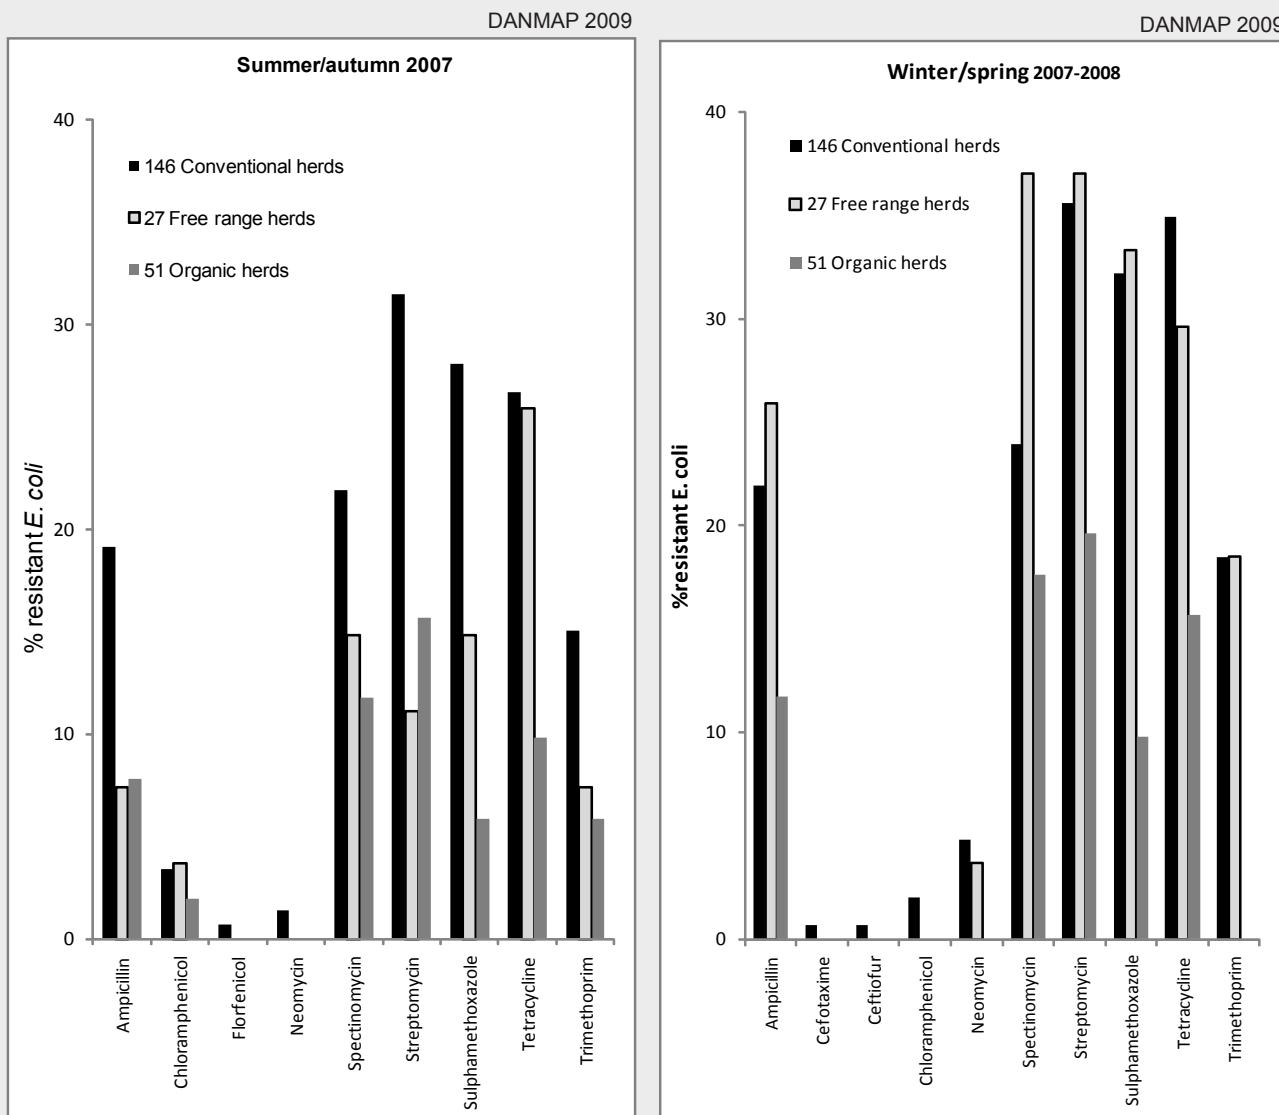 DANMAP 2009
Summer/autumn 2007
40
146 Conventional herds
27 Free range herds
51 Organic herds
30
20
10
0
% resistant E. coli
Ampicillin
Chloramphenicol
Florfenicol
Neomycin
Spectinomycin
Streptomycin
Sulphamethoxazole
Tetracycline
Trimethoprim
DANMAP 2009
Winter/spring 2007-2008
40
146 Conventional herds
27 Free range herds
51 Organic herds
30
20
10
0
%resistant E. coli
Ampicillin
Cefotaxime
Ceftiofur
Chloramphenicol
Neomycin
Spectinomycin
Streptomycin
Sulphamethoxazole
Tetracycline
Trimethoprim